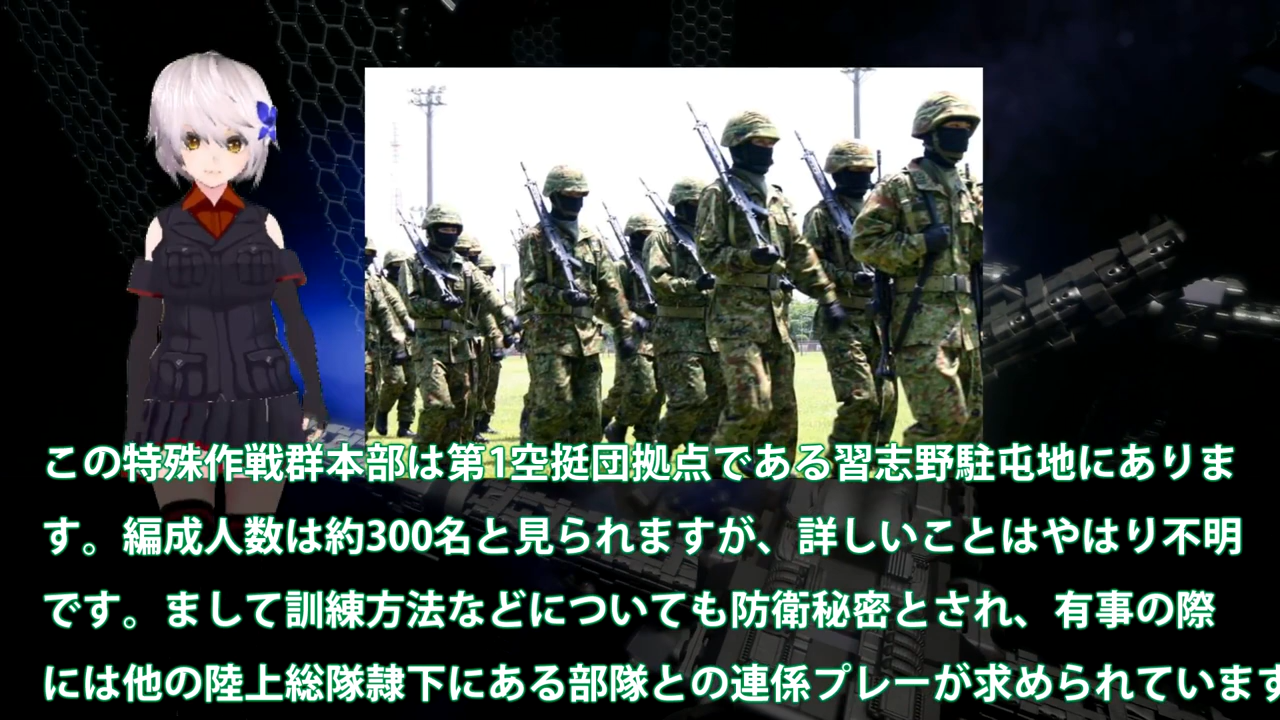 この特殊作戦群本部は第1空挺団拠点である習志野駐屯地にありま
す。編成人数は約300名と見られますが、詳しいことはやはり不明
です。まして訓練方法などについても防衛秘密とされ、有事の際
には他の陸上総隊隷下にある部隊との連係プレーが求められています